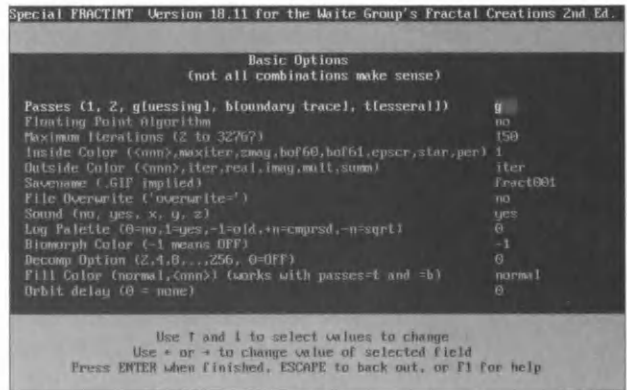 Special FRACTINT Version 18.11 for the Waite Group's Fractal Creations 2nd Ed.
Basic Options
(not all combinations make sense)
Passes (1, 2, g[uessing], b[oundary trace], t[esseral]) g
Floating Point Algorithm no
Maximum Iterations (2 to 32767) 150
Inside Color (<nnn>,maxiter,zmag,bof60,bof61,epscr,star,per) 1
Outside Color (<nnn>,iter,real,imag,mult,summ) iter
Savename (.GIF implied) fract001
File Overwrite ('overwrite=') no
Sound (no, yes, x, y, z) yes
Log Palette (0=no,1=yes,-1=old,+n=cmprsd,-n=sqrt) 0
Biomorph Color (-1 means OFF) -1
Decomp Option (2,4,8,..,256, 0=OFF) 0
Fill Color (normal,<nnn>) (works with passes=t and =b) normal
Orbit delay (0 = none) 0
Use ↑ and ↓ to select values to change
Use ← or → to change value of selected field
Press ENTER when finished, ESCAPE to back out, or F1 for help